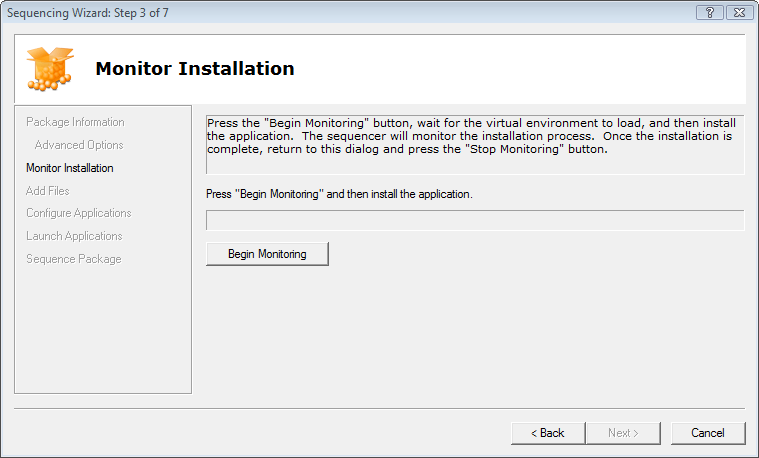 Sequencing Wizard: Step 3 of 7
?
Monitor Installation
Package Information
Advanced Options
Monitor Installation
Add Files
Configure Applications
Launch Applications
Sequence Package
Press the "Begin Monitoring" button, wait for the virtual environment to load, and then install
the application.  The sequencer will monitor the installation process.  Once the installation is
complete, return to this dialog and press the "Stop Monitoring" button.
Press "Begin Monitoring" and then install the application.
Begin Monitoring
< Back
Next >
Cancel